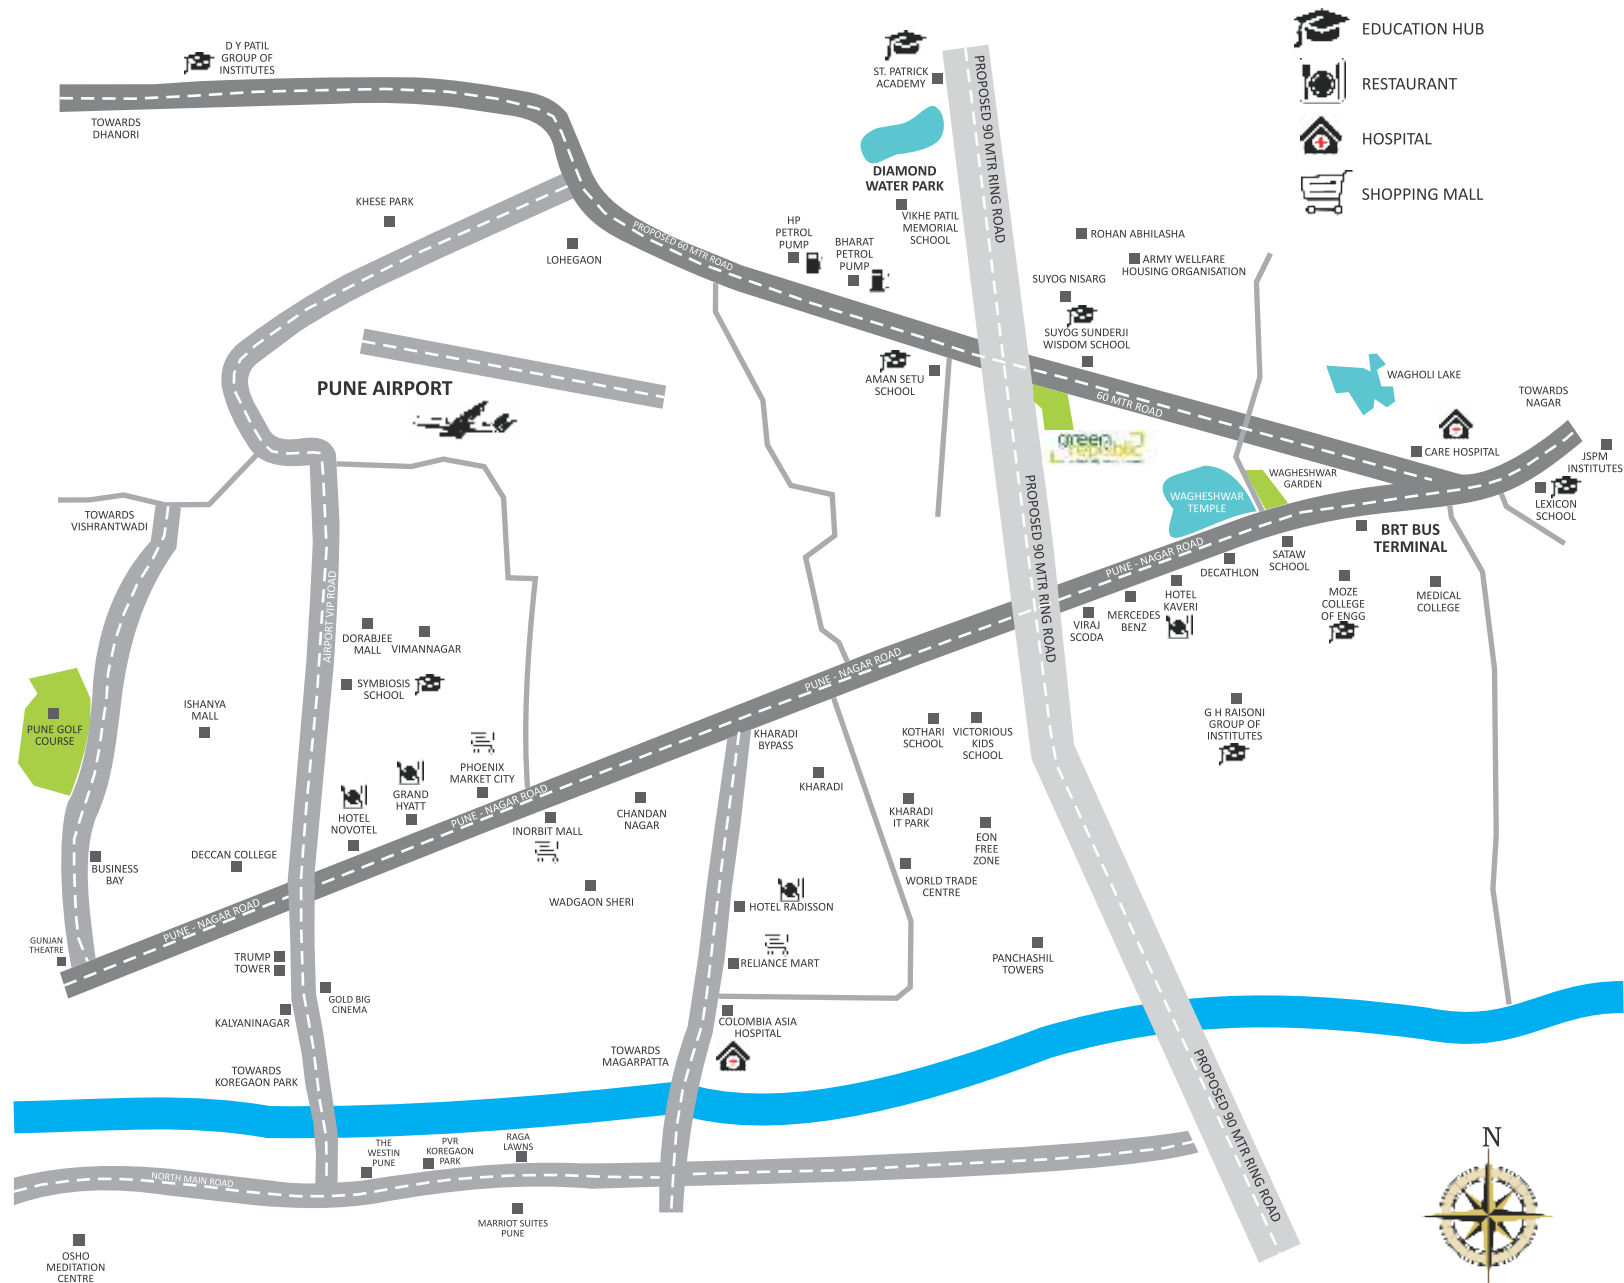 D Y PATIL
GROUP OF
INSTITUTES
TOWARDS
DHANORI
ST. PATRICK
ACADEMY
EDUCATION HUB
RESTAURANT
HOSPITAL
SHOPPING MALL
PROPOSED 90 MTR RING ROAD
DIAMOND
WATER PARK
VIKHE PATIL
MEMORIAL
SCHOOL
KHESE PARK
LOHEGAON
PROPOSED 60 MTR ROAD
HP
PETROL
PUMP
BHARAT
PETROL
PUMP
ROHAN ABHILASHA
ARMY WELLFARE
HOUSING ORGANISATION
SUYOG NISARG
SUYOG SUNDERJI
WISDOM SCHOOL
AMAN SETU
SCHOOL
PUNE AIRPORT
60 MTR ROAD
WAGHOLI LAKE
TOWARDS
NAGAR
green
republic
CARE HOSPITAL
JSPM
INSTITUTES
LEXICON
SCHOOL
WAGHESHWAR
GARDEN
WAGHESHWAR
TEMPLE
BRT BUS
TERMINAL
TOWARDS
VISHRANTWADI
PROPOSED 90 MTR RING ROAD
PUNE - NAGAR ROAD
SATAW
SCHOOL
DECATHLON
HOTEL
KAVERI
MERCEDES
BENZ
VIRAJ
SCODA
MOZE
COLLEGE
OF ENGG
MEDICAL
COLLEGE
AIRPORT VIP ROAD
DORABJEE
MALL
VIMANNAGAR
SYMBIOSIS
SCHOOL
PUNE - NAGAR ROAD
PUNE GOLF
COURSE
ISHANYA
MALL
G H RAISONI
GROUP OF
INSTITUTES
KOTHARI
SCHOOL
VICTORIOUS
KIDS
SCHOOL
KHARADI
BYPASS
KHARADI
PHOENIX
MARKET CITY
GRAND
HYATT
HOTEL
NOVOTEL
PUNE - NAGAR ROAD
INORBIT MALL
CHANDAN
NAGAR
KHARADI
IT PARK
EON
FREE
ZONE
WORLD TRADE
CENTRE
BUSINESS
BAY
DECCAN COLLEGE
WADGAON SHERI
HOTEL RADISSON
PUNE - NAGAR ROAD
GUNJAN
THEATRE
TRUMP
TOWER
GOLD BIG
CINEMA
KALYANINAGAR
RELIANCE MART
PANCHASHIL
TOWERS
COLOMBIA ASIA
HOSPITAL
TOWARDS
MAGARPATTA
TOWARDS
KOREGAON PARK
PROPOSED 90 MTR RING ROAD
THE
WESTIN
PUNE
PVR
KOREGAON
PARK
RAGA
LAWNS
NORTH MAIN ROAD
MARRIOT SUITES
PUNE
OSHO
MEDITATION
CENTRE
N